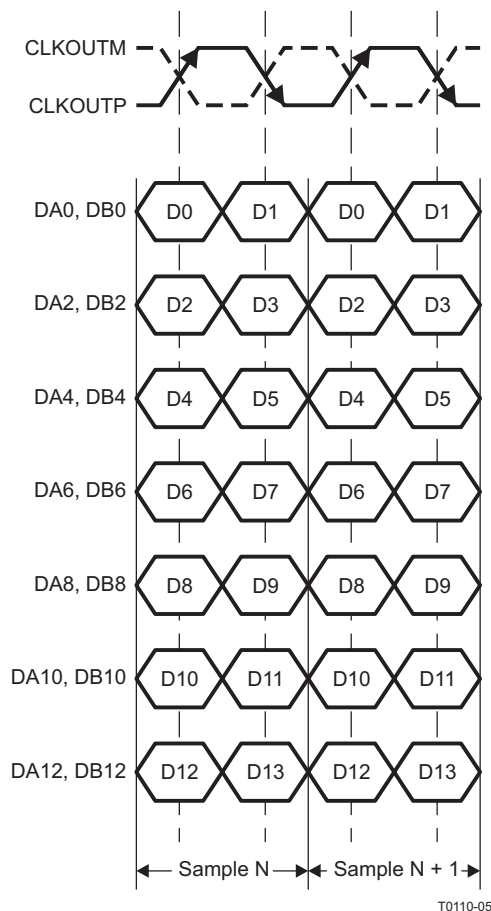 CLKOUTM
CLKOUTP
DA0, DB0 D0 D1 D0 D1
DA2, DB2 D2 D3 D2 D3
DA4, DB4 D4 D5 D4 D5
DA6, DB6 D6 D7 D6 D7
DA8, DB8 D8 D9 D8 D9
DA10, DB10 D10 D11 D10 D11
DA12, DB12 D12 D13 D12 D13
Sample N Sample N + 1
T0110-05